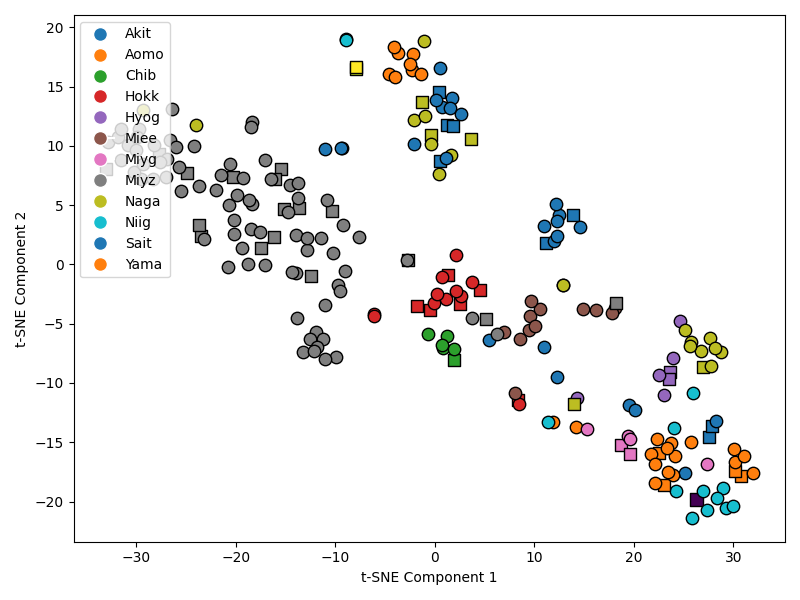 20
15
10
5
0
−5
−10
−15
−20
t-SNE Component 2
Akit
Aomo
Chib
Hokk
Hyog
Miee
Miyg
Miyz
Naga
Niig
Sait
Yama
−30 −20 −10 0 10 20 30
t-SNE Component 1